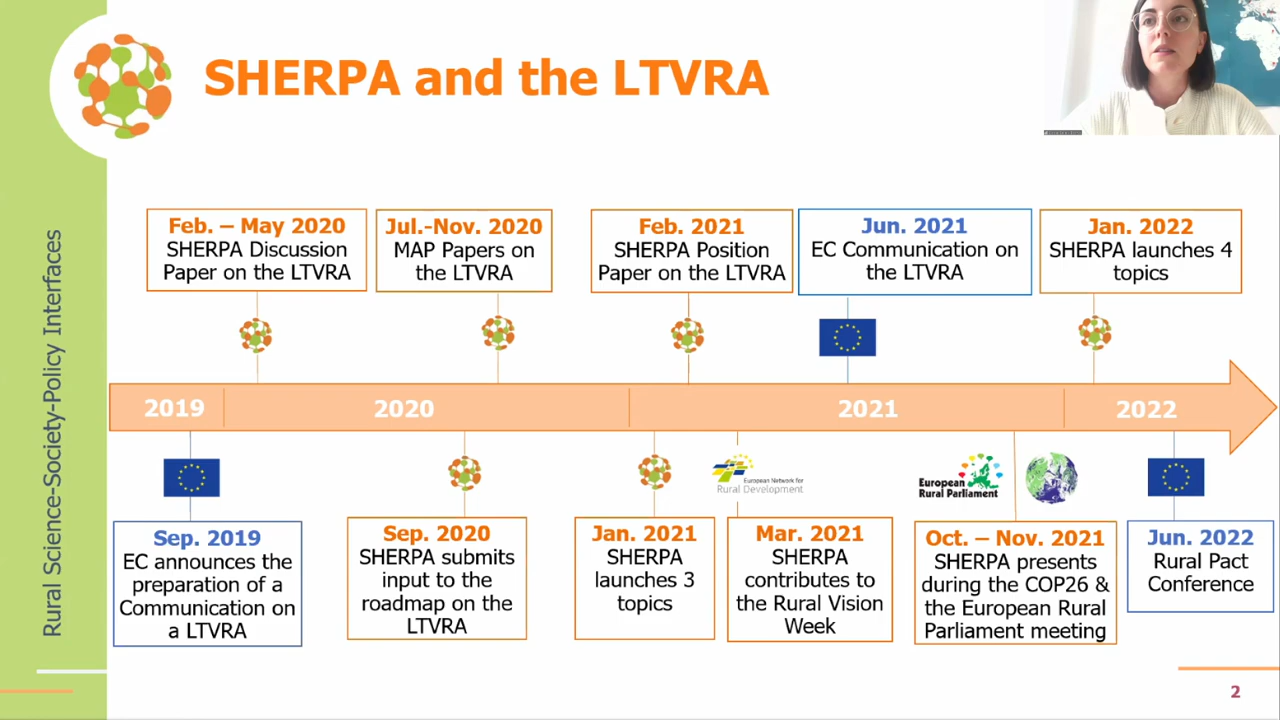 SHERPA and the LTVRA
Rural Science-Society-Policy Interfaces
Feb. – May 2020
SHERPA Discussion
Paper on the LTVRA
Jul.-Nov. 2020
MAP Papers on
the LTVRA
Feb. 2021
SHERPA Position
Paper on the LTVRA
Jun. 2021
EC Communication on
the LTVRA
Jan. 2022
SHERPA launches 4
topics
2019
2020
2021
2022
European Network for
Rural Development
European
Rural Parliament
Sep. 2019
EC announces the
preparation of a
Communication on
a LTVRA
Sep. 2020
SHERPA submits
input to the
roadmap on the
LTVRA
Jan. 2021
SHERPA
launches 3
topics
Mar. 2021
SHERPA
contributes to
the Rural Vision
Week
Oct. – Nov. 2021
SHERPA presents
during the COP26 &
the European Rural
Parliament meeting
Jun. 2022
Rural Pact
Conference
2